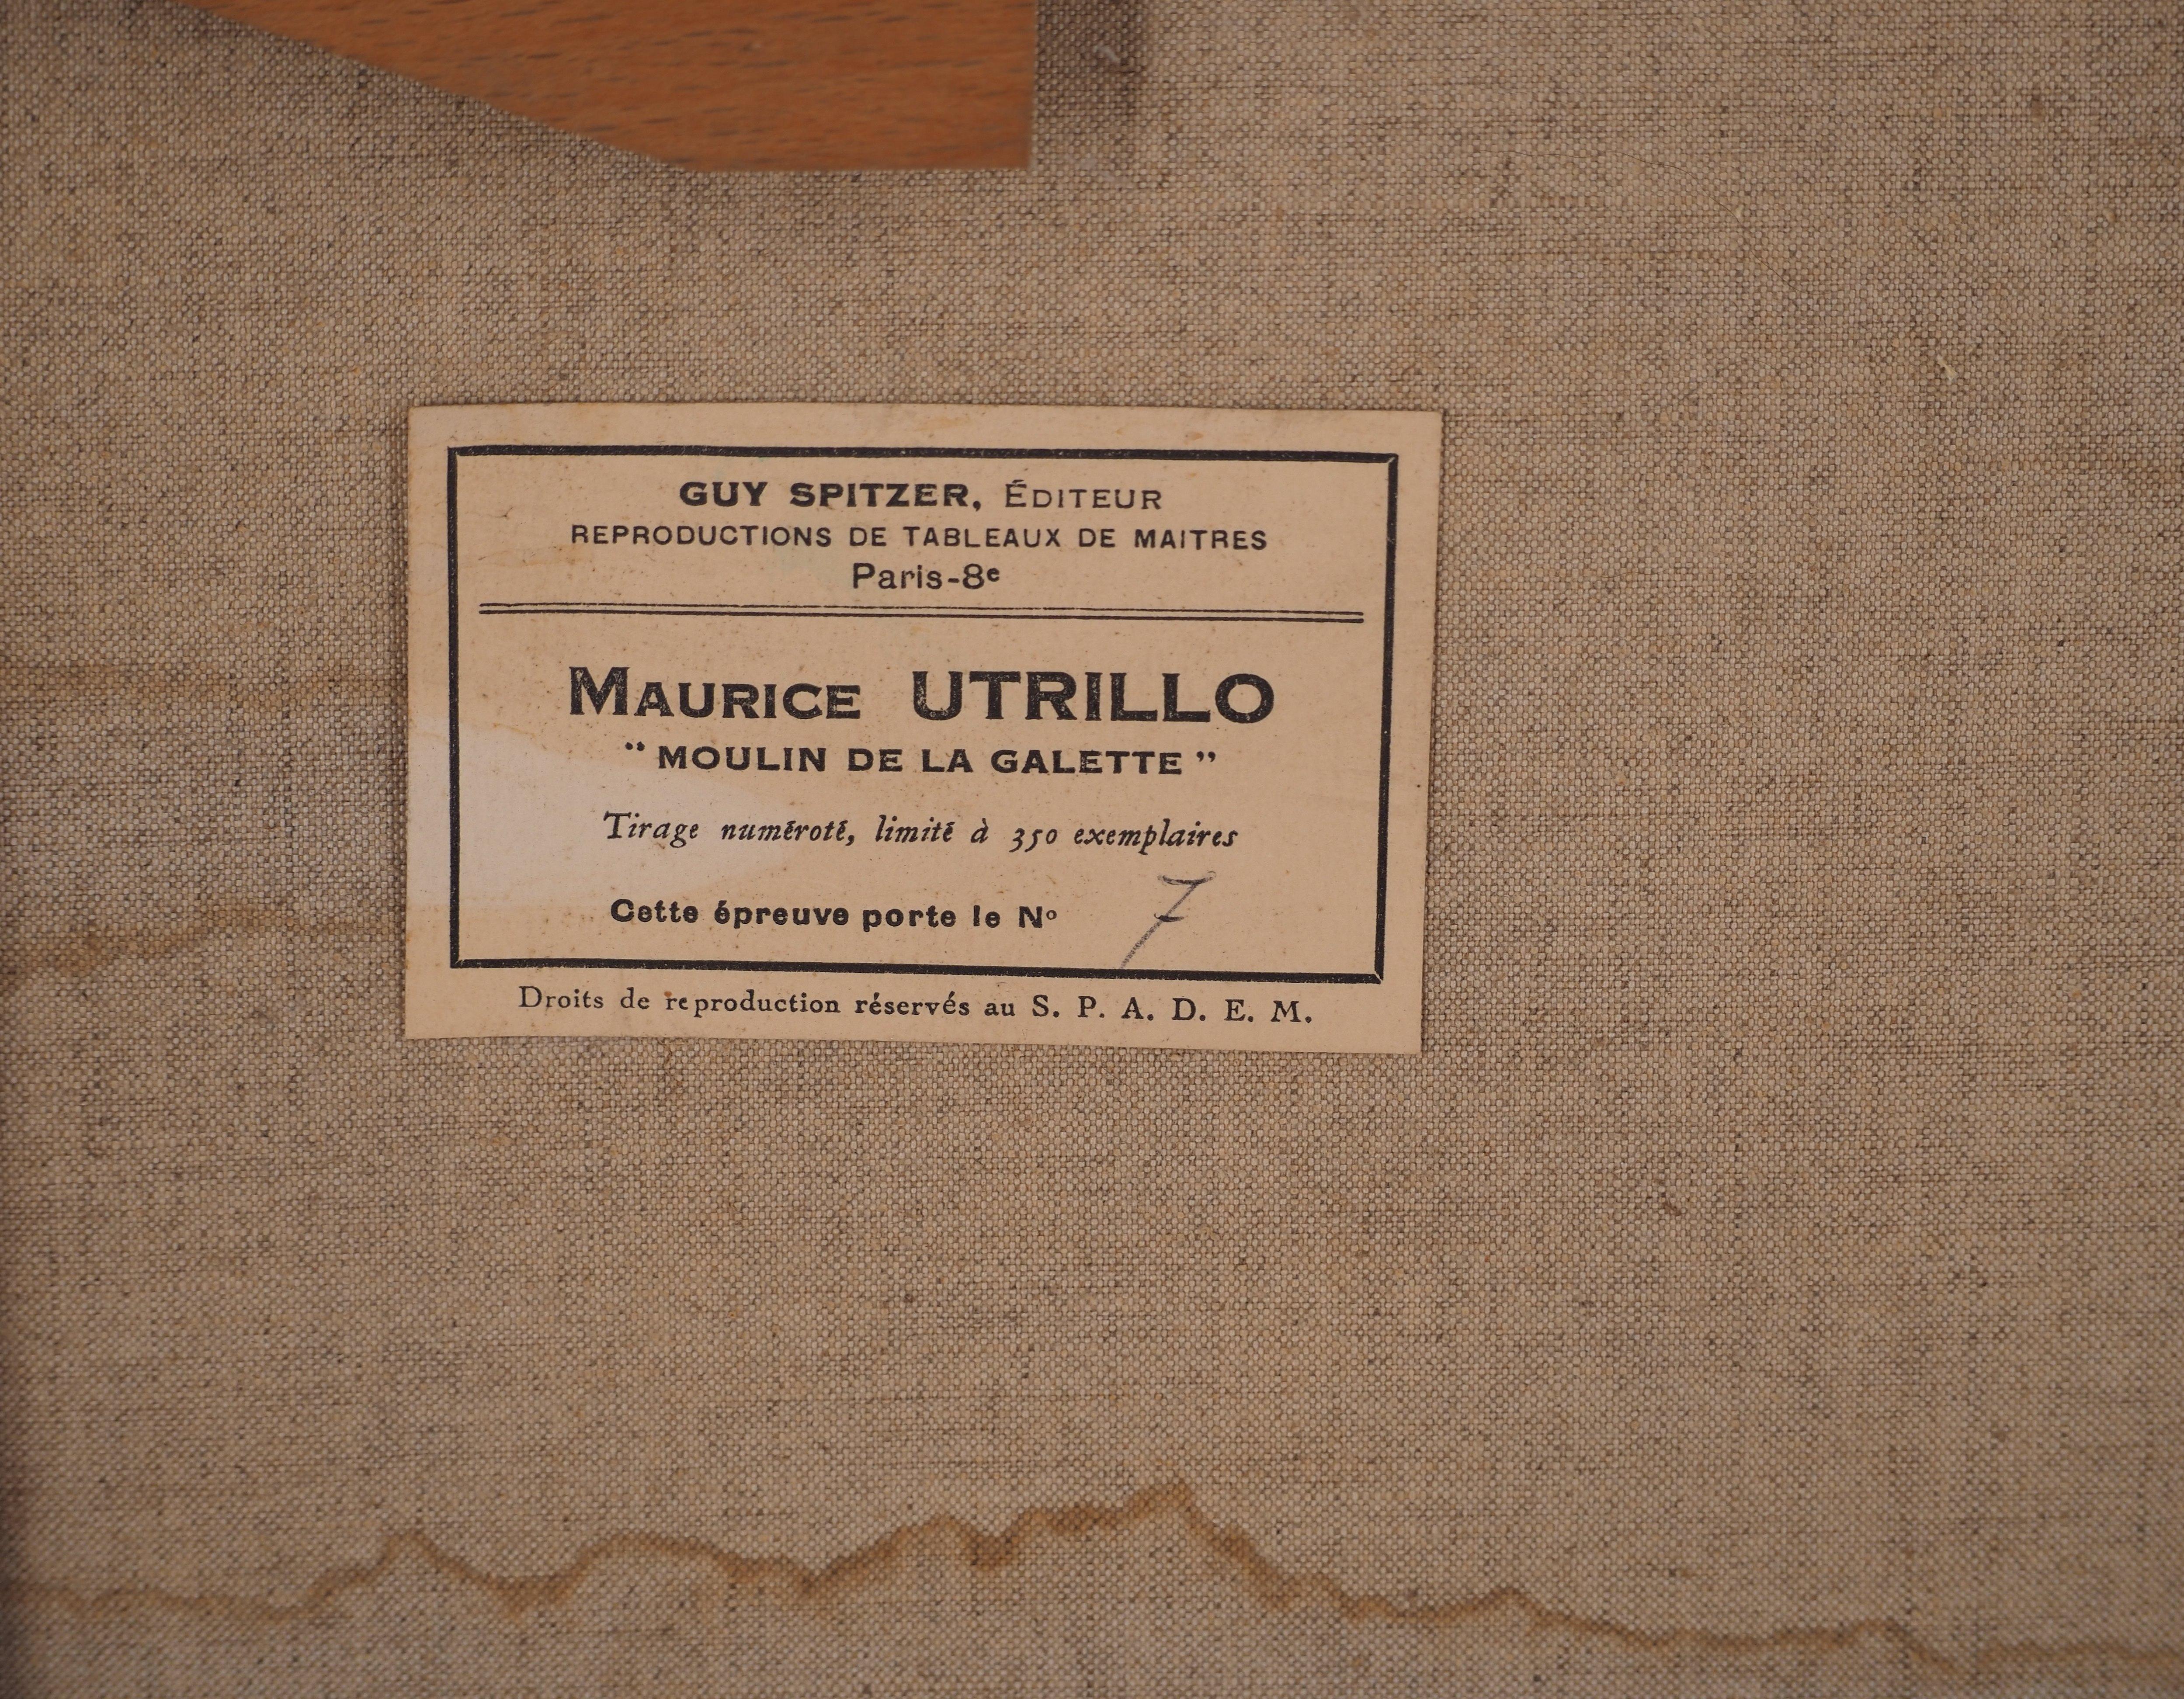 GUY SPITZER, ÉDITEUR
REPRODUCTIONS DE TABLEAUX DE MAITRES
Paris-8e
MAURICE UTRILLO
“ MOULIN DE LA GALETTE ”
Tirage numéroté, limité à 350 exemplaires
Cette épreuve porte le Nº 7
Droits de reproduction réservés au S. P. A. D. E. M.